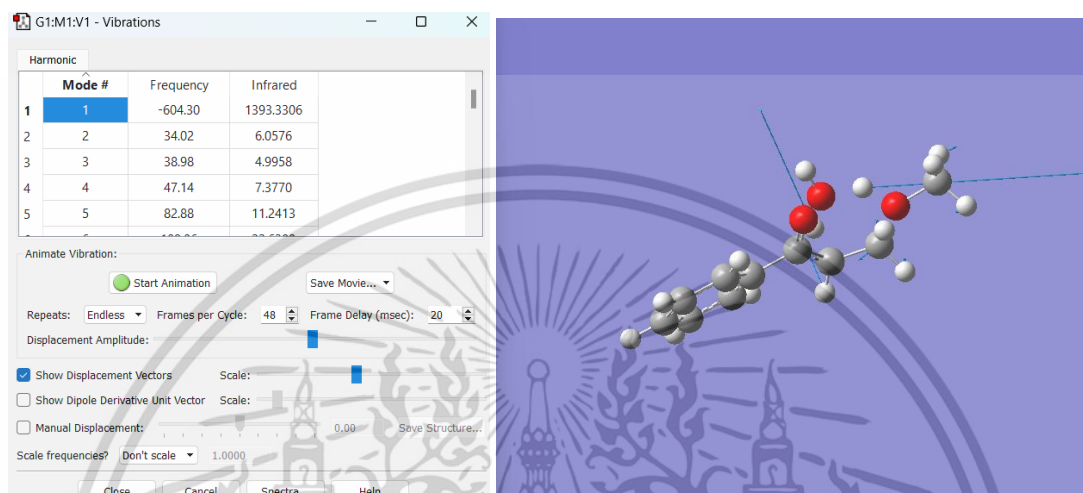 G1:M1:V1 - Vibrations
Harmonic
Mode # Frequency Infrared
1 1 -604.30 1393.3306
2 2 34.02 6.0576
3 3 38.98 4.9958
4 4 47.14 7.3770
5 5 82.88 11.2413
Animate Vibration:
Start Animation Save Movie...
Repeats: Endless Frames per Cycle: 48 Frame Delay (msec): 20
Displacement Amplitude:
Show Displacement Vectors Scale:
Show Dipole Derivative Unit Vector Scale:
Manual Displacement: 0.00 Save Structure...
Scale frequencies? Don't scale 1.0000
Close Cancel Spectra Help